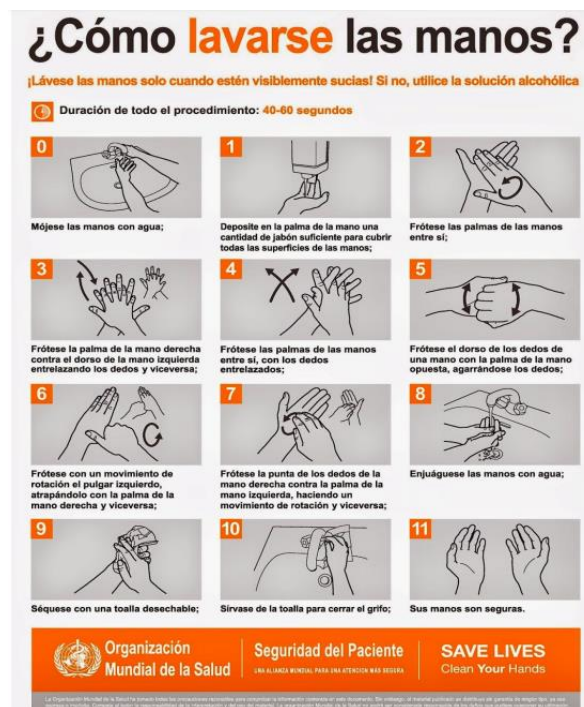 ¿Cómo lavarse las manos?
¡Lávese las manos solo cuando estén visiblemente sucias! Si no, utilice la solución alcohólica
Duración de todo el procedimiento: 40-60 segundos
0
Mójese las manos con agua;
1
Deposite en la palma de la mano una
cantidad de jabón suficiente para cubrir
todas las superficies de las manos;
2
Frótese las palmas de las manos
entre sí;
3
Frótese la palma de la mano derecha
contra el dorso de la mano izquierda
entrelazando los dedos y viceversa;
4
Frótese las palmas de las manos
entre sí, con los dedos
entrelazados;
5
Frótese el dorso de los dedos de
una mano con la palma de la mano
opuesta, agarrándose los dedos;
6
Frótese con un movimiento de
rotación el pulgar izquierdo,
atrapándolo con la palma de la
mano derecha y viceversa;
7
Frótese la punta de los dedos de la
mano derecha contra la palma de la
mano izquierda, haciendo un
movimiento de rotación y viceversa;
8
Enjuáguese las manos con agua;
9
Séquese con una toalla desechable;
10
Sírvase de la toalla para cerrar el grifo;
11
Sus manos son seguras.
Organización
Mundial de la Salud
Seguridad del Paciente
UNA ALIANZA MUNDIAL PARA UNA ATENCIÓN MÁS SEGURA
SAVE LIVES
Clean Your Hands